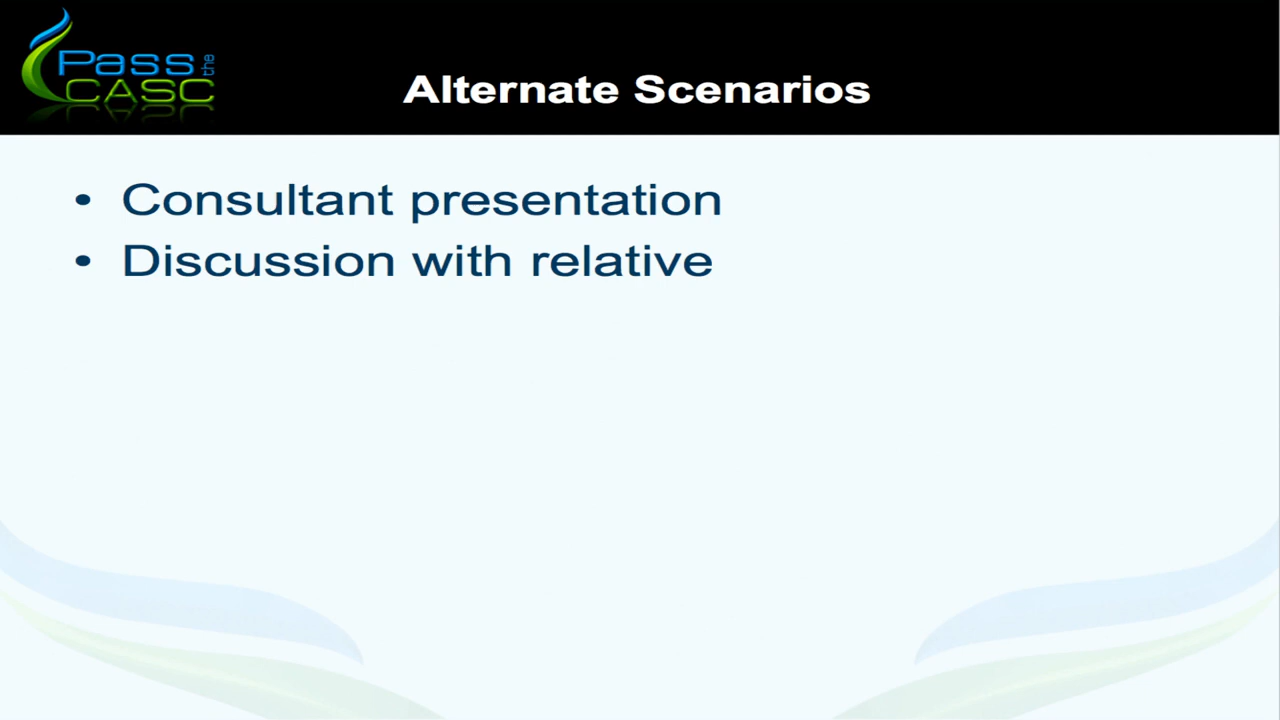 Pass the
CASC
Alternate Scenarios
• Consultant presentation
• Discussion with relative